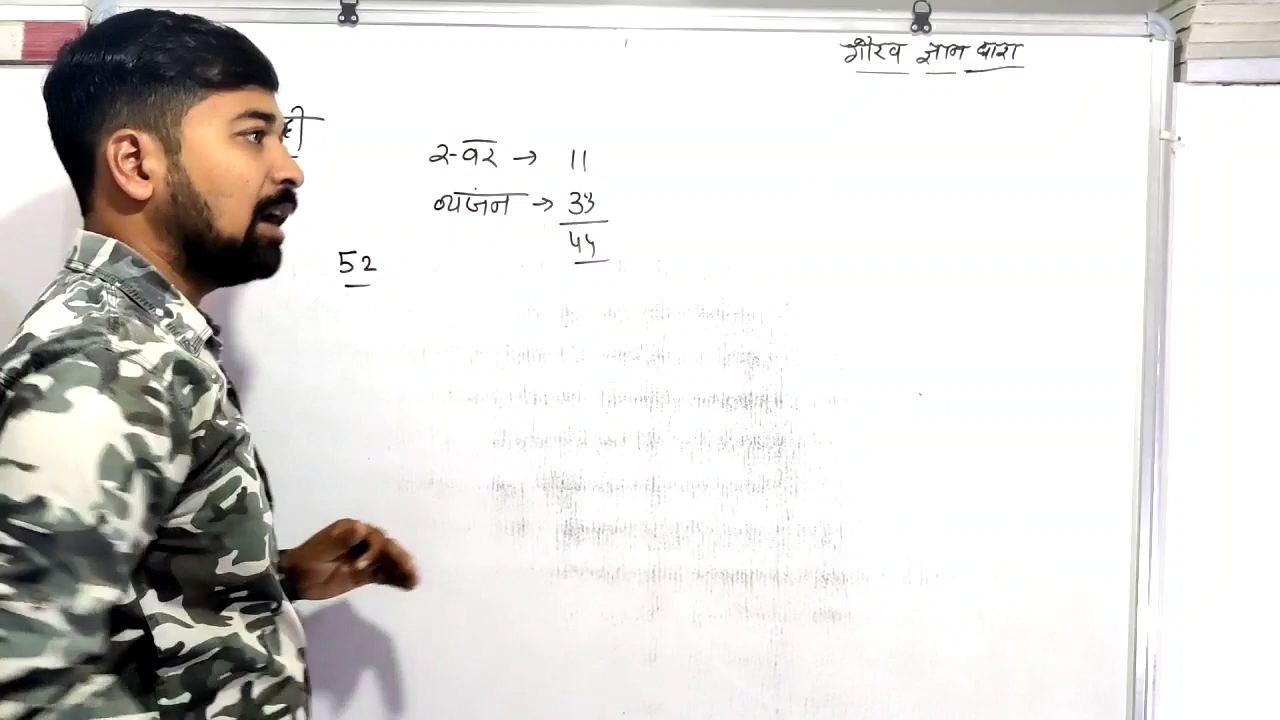 गौरव ज्ञान धारा
स्वर → 11
व्यंजन → 33
44
52